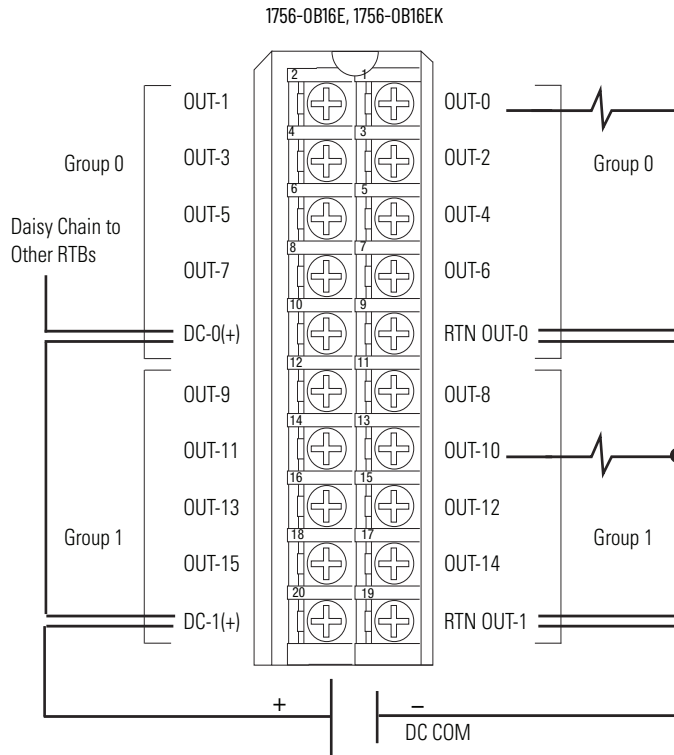 1756-OB16E, 1756-OB16EK
2 1
OUT-1 OUT-0
4 3
Group 0 OUT-3 OUT-2 Group 0
6 5
Daisy Chain to
Other RTBs
OUT-5 OUT-4
8 7
OUT-7 OUT-6
10 9
DC-0(+) RTN OUT-0
12 11
OUT-9 OUT-8
14 13
OUT-11 OUT-10
16 15
OUT-13 OUT-12
Group 1 Group 1
18 17
OUT-15 OUT-14
20 19
DC-1(+) RTN OUT-1
+ –
DC COM